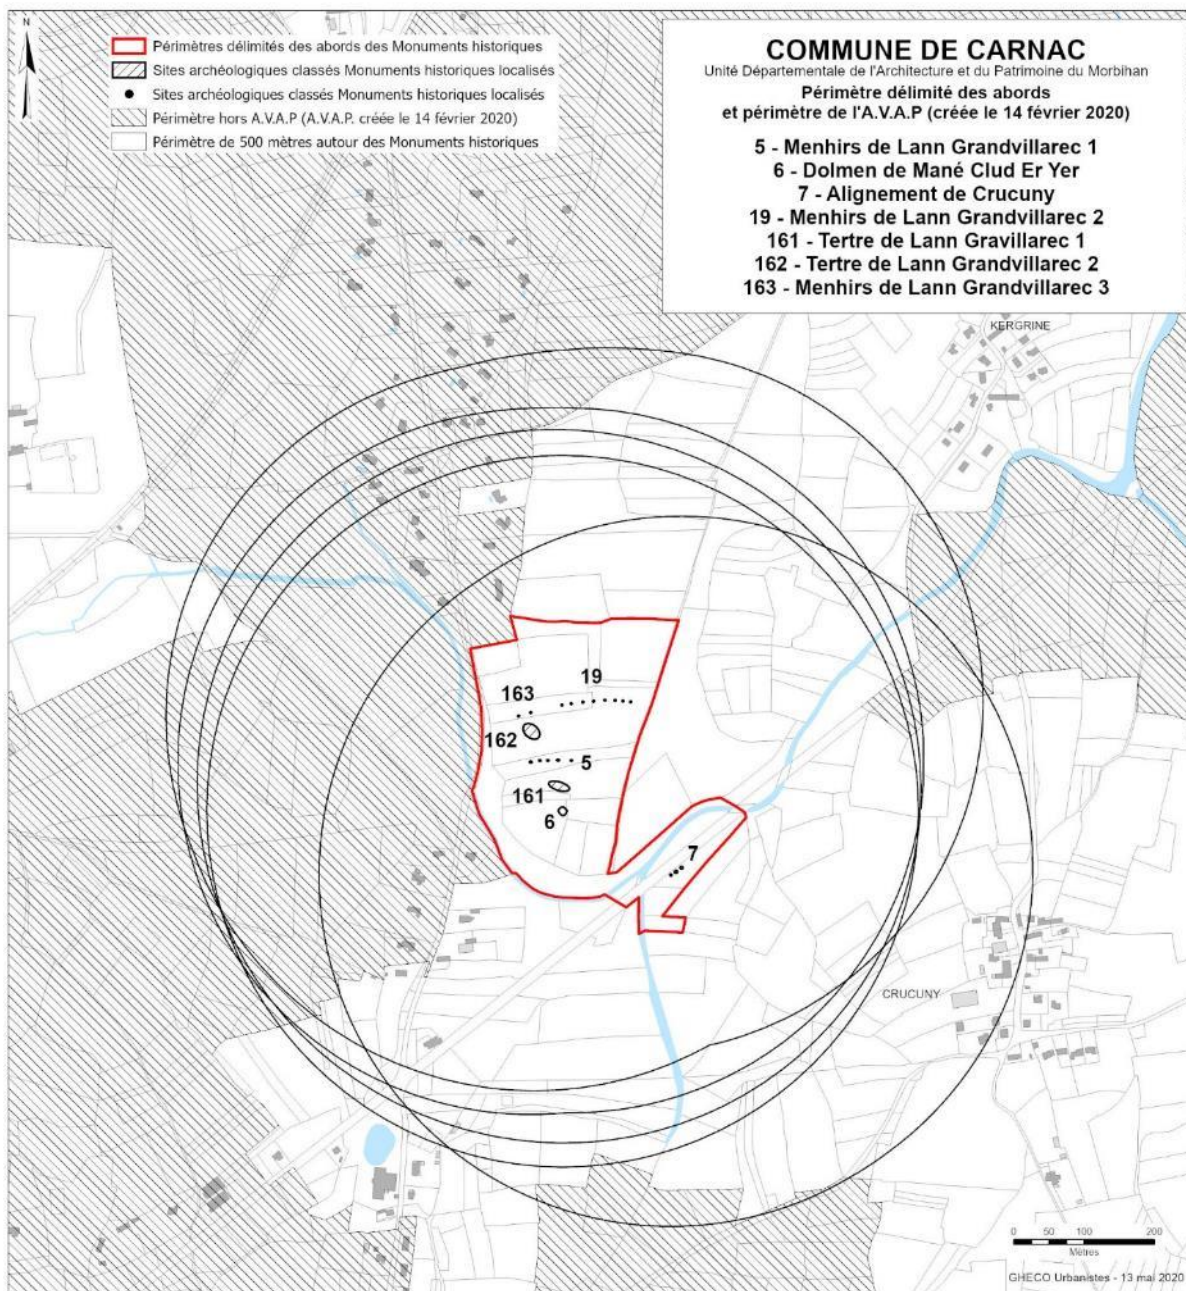 N
Périmètres délimités des abords des Monuments historiques
Sites archéologiques classés Monuments historiques localisés
Sites archéologiques classés Monuments historiques localisés
Périmètre hors A.V.A.P (A.V.A.P. créée le 14 février 2020)
Périmètre de 500 mètres autour des Monuments historiques
COMMUNE DE CARNAC
Unité Départementale de l'Architecture et du Patrimoine du Morbihan
Périmètre délimité des abords
et périmètre de l'A.V.A.P (créée le 14 février 2020)
5 - Menhirs de Lann Grandvillarec 1
6 - Dolmen de Mané Clud Er Yer
7 - Alignement de Crucuny
19 - Menhirs de Lann Grandvillarec 2
161 - Tertre de Lann Gravillarec 1
162 - Tertre de Lann Grandvillarec 2
163 - Menhirs de Lann Grandvillarec 3
KERGRINE
19
163
162
5
161
6
7
CRUCUNY
0 50 100 200
Mètres
GHECO Urbanistes - 13 mai 2020